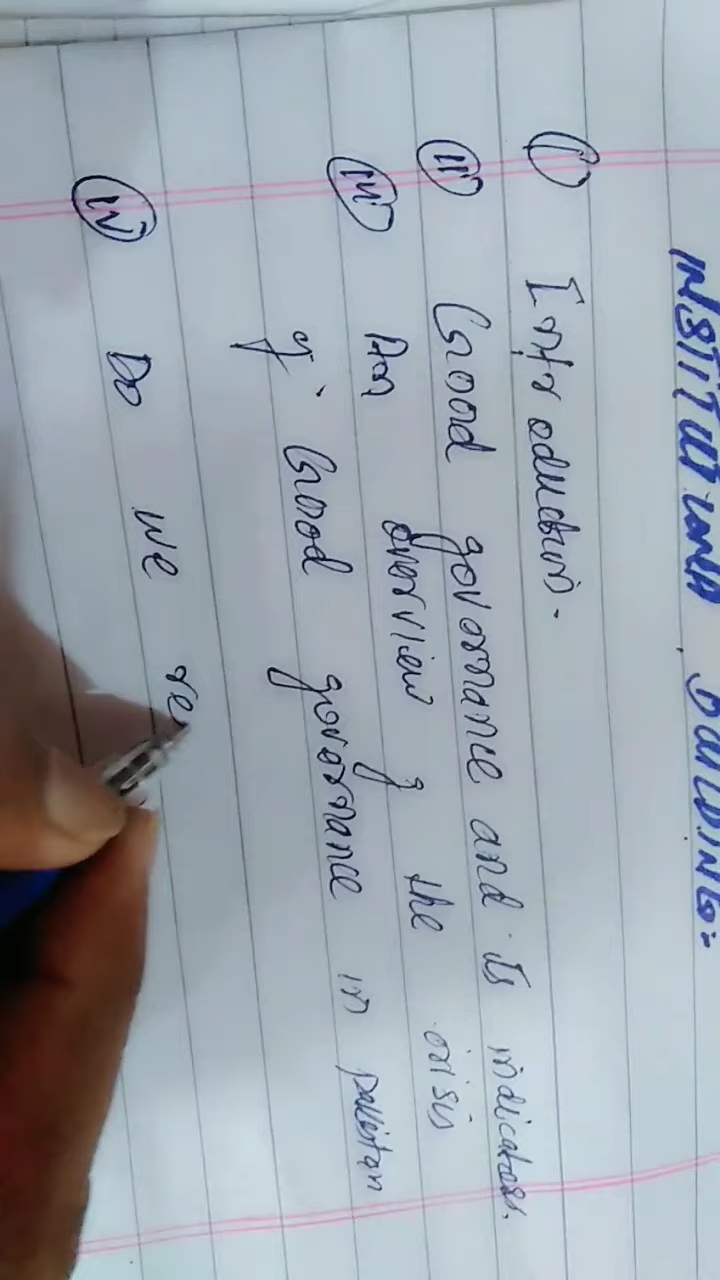 INSTITUTIONAL BUILDING:-
(i) Introduction.
(ii) Good governance and its indicators.
(iii) An overview of the crisis
of Good governance in pakistan
(iv) Do we re